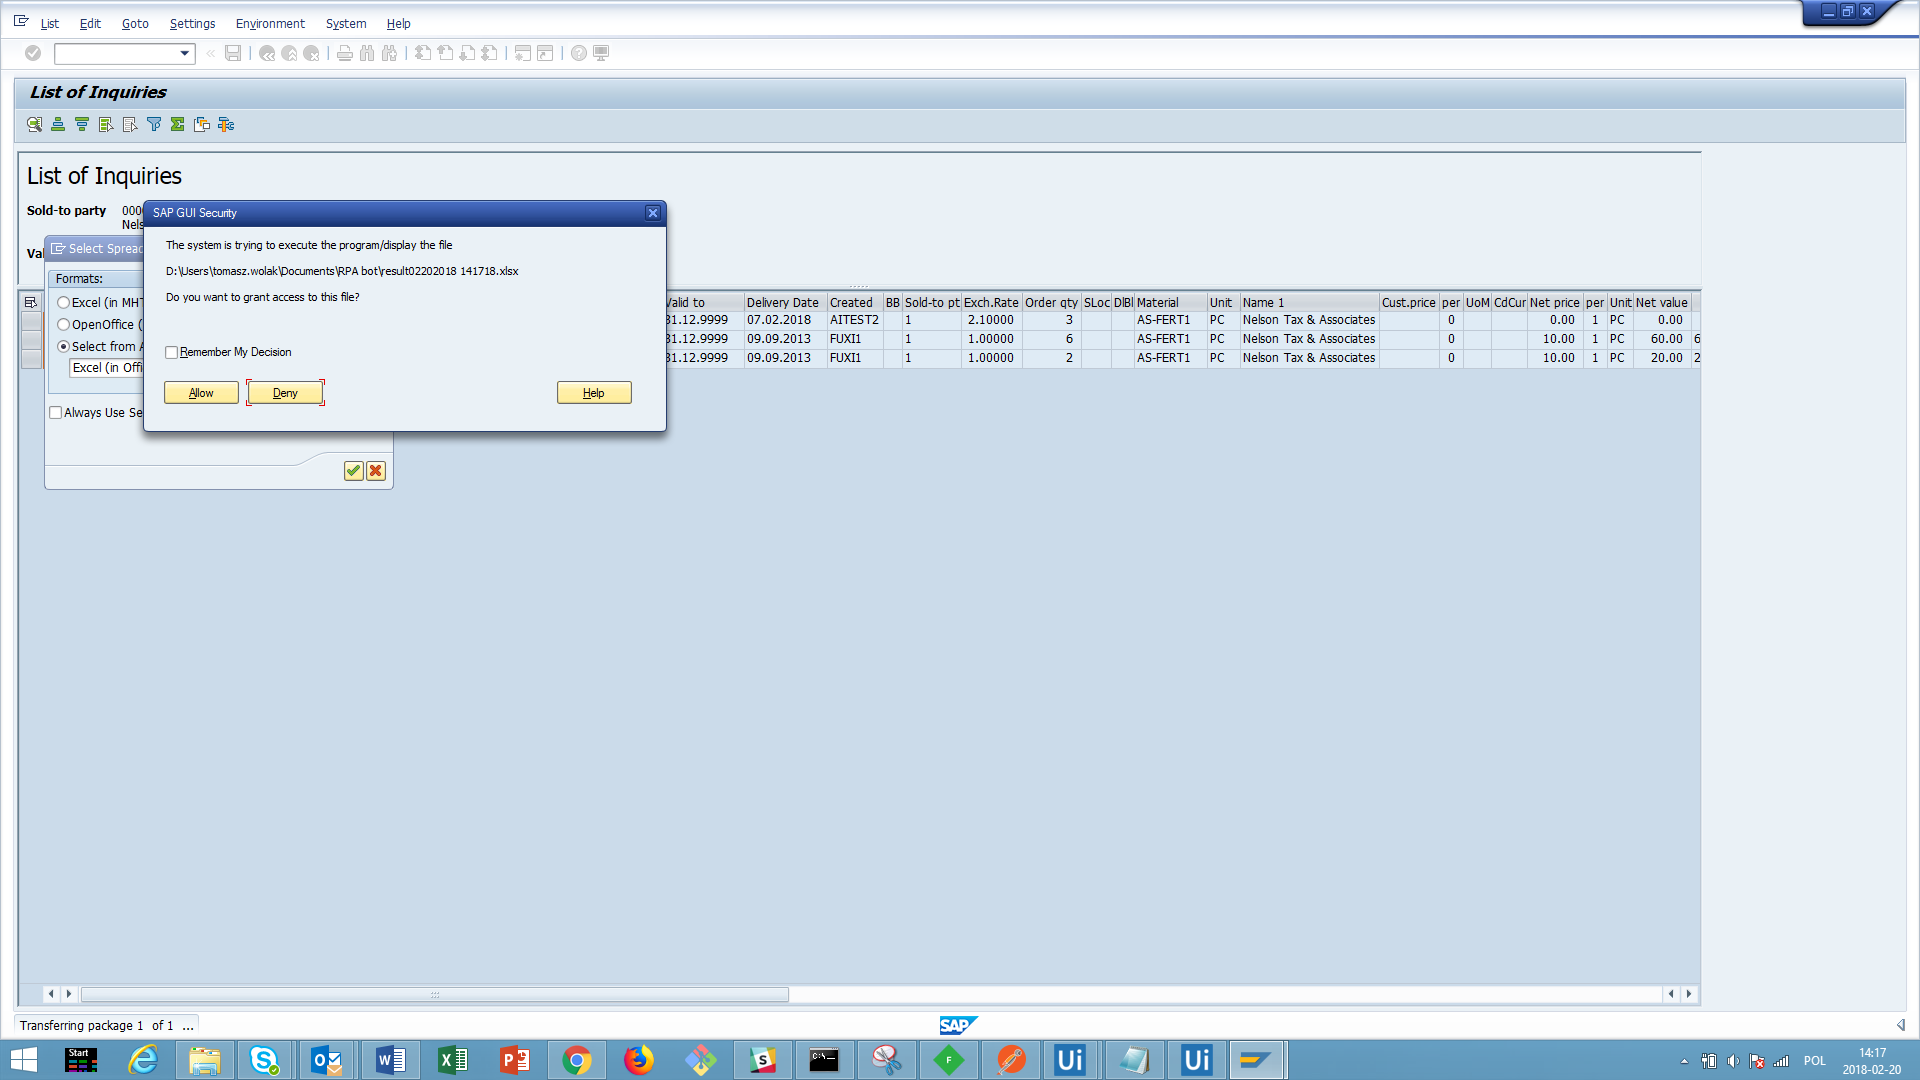 List Edit Goto Settings Environment System Help
List of Inquiries
List of Inquiries
Sold-to party 000
Nels
Val
SAP GUI Security
The system is trying to execute the program/display the file
D:\Users\tomasz.wolak\Documents\RPA bot\result02202018 141718.xlsx
Do you want to grant access to this file?
Remember My Decision
Allow Deny Help
Select Spread
Formats:
Excel (in MHT
OpenOffice (
Select from A
Excel (in Offi
Always Use Se
Valid to Delivery Date Created BB Sold-to pt Exch.Rate Order qty SLoc DlBl Material Unit Name 1 Cust.price per UoM CdCur Net price per Unit Net value
31.12.9999 07.02.2018 AITEST2 1 2.10000 3 AS-FERT1 PC Nelson Tax & Associates 0 0.00 1 PC 0.00
31.12.9999 09.09.2013 FUXI1 1 1.00000 6 AS-FERT1 PC Nelson Tax & Associates 0 10.00 1 PC 60.00 6
31.12.9999 09.09.2013 FUXI1 1 1.00000 2 AS-FERT1 PC Nelson Tax & Associates 0 10.00 1 PC 20.00 2
Transferring package 1 of 1 ...
SAP
Start
C:\
F
Ui
Ui
POL
14:17
2018-02-20